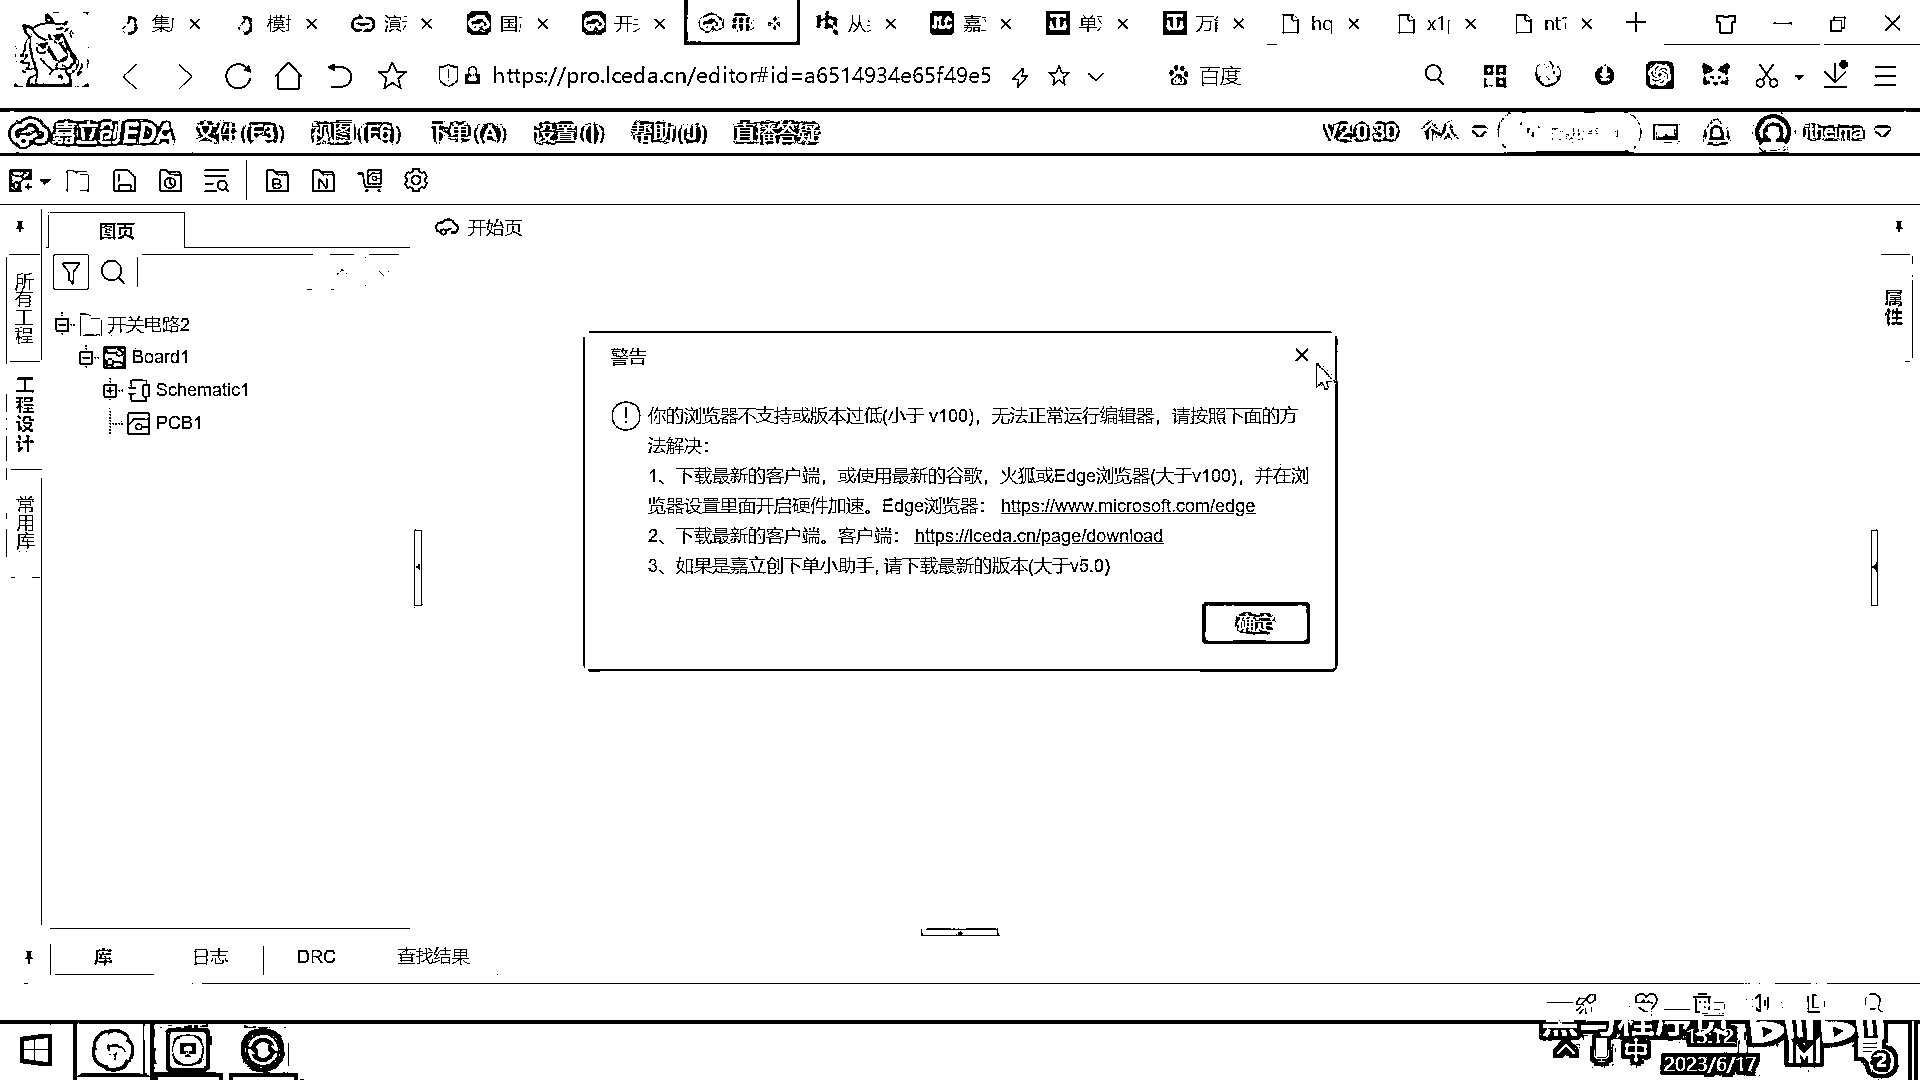 集
模
演
国
开
从
嘉
单
万
hq
x1
nt
https://pro.lceda.cn/editor#id=a6514934e65f49e5
百度
嘉立创EDA 文件(F3) 视图(F6) 下单(A) 设置(I) 帮助(J) 直播答疑
V2.0.30 个人 ithema
图页
开始页
所有工程
工程设计
常用库
属性
开关电路2
Board1
Schematic1
PCB1
警告
你的浏览器不支持或版本过低(小于 v100)，无法正常运行编辑器，请按照下面的方
法解决：
1、下载最新的客户端，或使用最新的谷歌，火狐或Edge浏览器(大于v100)，并在浏
览器设置里面开启硬件加速。Edge浏览器： https://www.microsoft.com/edge
2、下载最新的客户端。客户端： https://lceda.cn/page/download
3、如果是嘉立创下单小助手, 请下载最新的版本(大于v5.0)
确定
库 日志 DRC 查找结果
中
15:12
2023/6/17
2